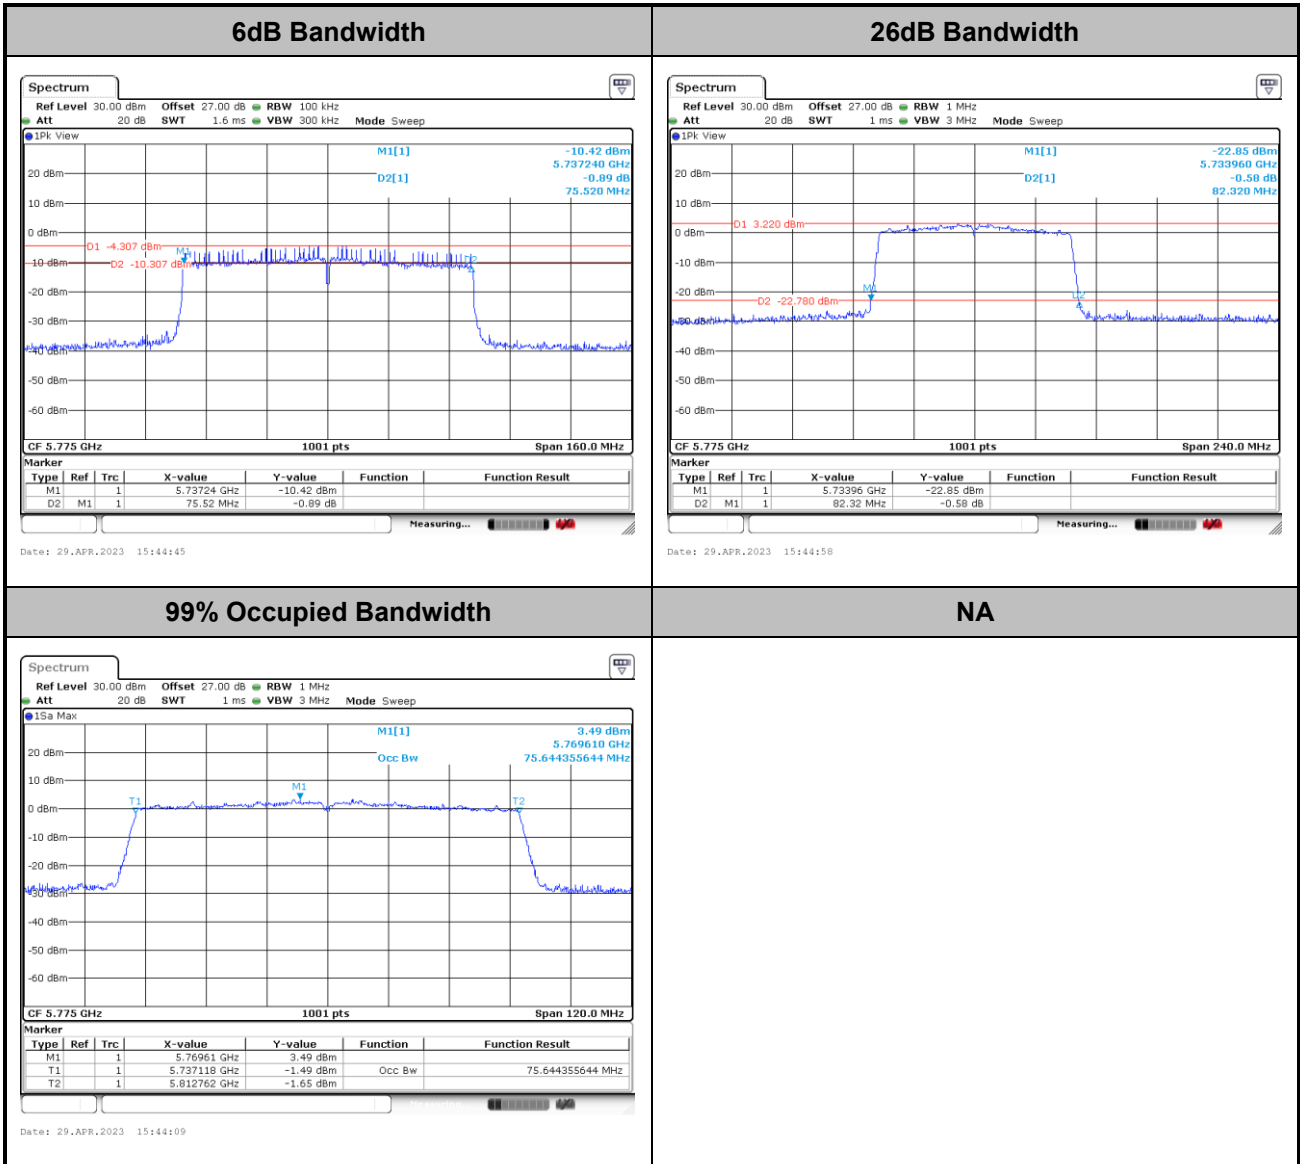 6dB Bandwidth
26dB Bandwidth
Spectrum
Ref Level 30.00 dBm Offset 27.00 dB RBW 100 kHz
Att 20 dB SWT 1.6 ms VBW 300 kHz Mode Sweep
1Pk View
M1[1] -10.42 dBm
5.737240 GHz
D2[1] -0.89 dB
75.520 MHz
20 dBm
10 dBm
0 dBm
D1 -4.307 dBm
M1
D2
-10 dBm
D2 -10.307 dBm
-20 dBm
-30 dBm
-40 dBm
-50 dBm
-60 dBm
CF 5.775 GHz 1001 pts Span 160.0 MHz
Marker
Type Ref Trc X-value Y-value Function Function Result
M1 1 5.73724 GHz -10.42 dBm
D2 M1 1 75.52 MHz -0.89 dB
Measuring...
Date: 29.APR.2023 15:44:45
Spectrum
Ref Level 30.00 dBm Offset 27.00 dB RBW 1 MHz
Att 20 dB SWT 1 ms VBW 3 MHz Mode Sweep
1Pk View
M1[1] -22.85 dBm
5.733960 GHz
D2[1] -0.58 dB
82.320 MHz
20 dBm
10 dBm
D1 3.220 dBm
0 dBm
-10 dBm
-20 dBm
M1
D2
D2 -22.780 dBm
-30 dBm
-40 dBm
-50 dBm
-60 dBm
CF 5.775 GHz 1001 pts Span 240.0 MHz
Marker
Type Ref Trc X-value Y-value Function Function Result
M1 1 5.73396 GHz -22.85 dBm
D2 M1 1 82.32 MHz -0.58 dB
Measuring...
Date: 29.APR.2023 15:44:58
99% Occupied Bandwidth
NA
Spectrum
Ref Level 30.00 dBm Offset 27.00 dB RBW 1 MHz
Att 20 dB SWT 1 ms VBW 3 MHz Mode Sweep
1Sa Max
M1[1] 3.49 dBm
5.769610 GHz
Occ Bw 75.644355644 MHz
20 dBm
10 dBm
M1
T1
T2
0 dBm
-10 dBm
-20 dBm
-30 dBm
-40 dBm
-50 dBm
-60 dBm
CF 5.775 GHz 1001 pts Span 120.0 MHz
Marker
Type Ref Trc X-value Y-value Function Function Result
M1 1 5.76961 GHz 3.49 dBm
T1 1 5.737118 GHz -1.49 dBm Occ Bw 75.644355644 MHz
T2 1 5.812762 GHz -1.65 dBm
Date: 29.APR.2023 15:44:09